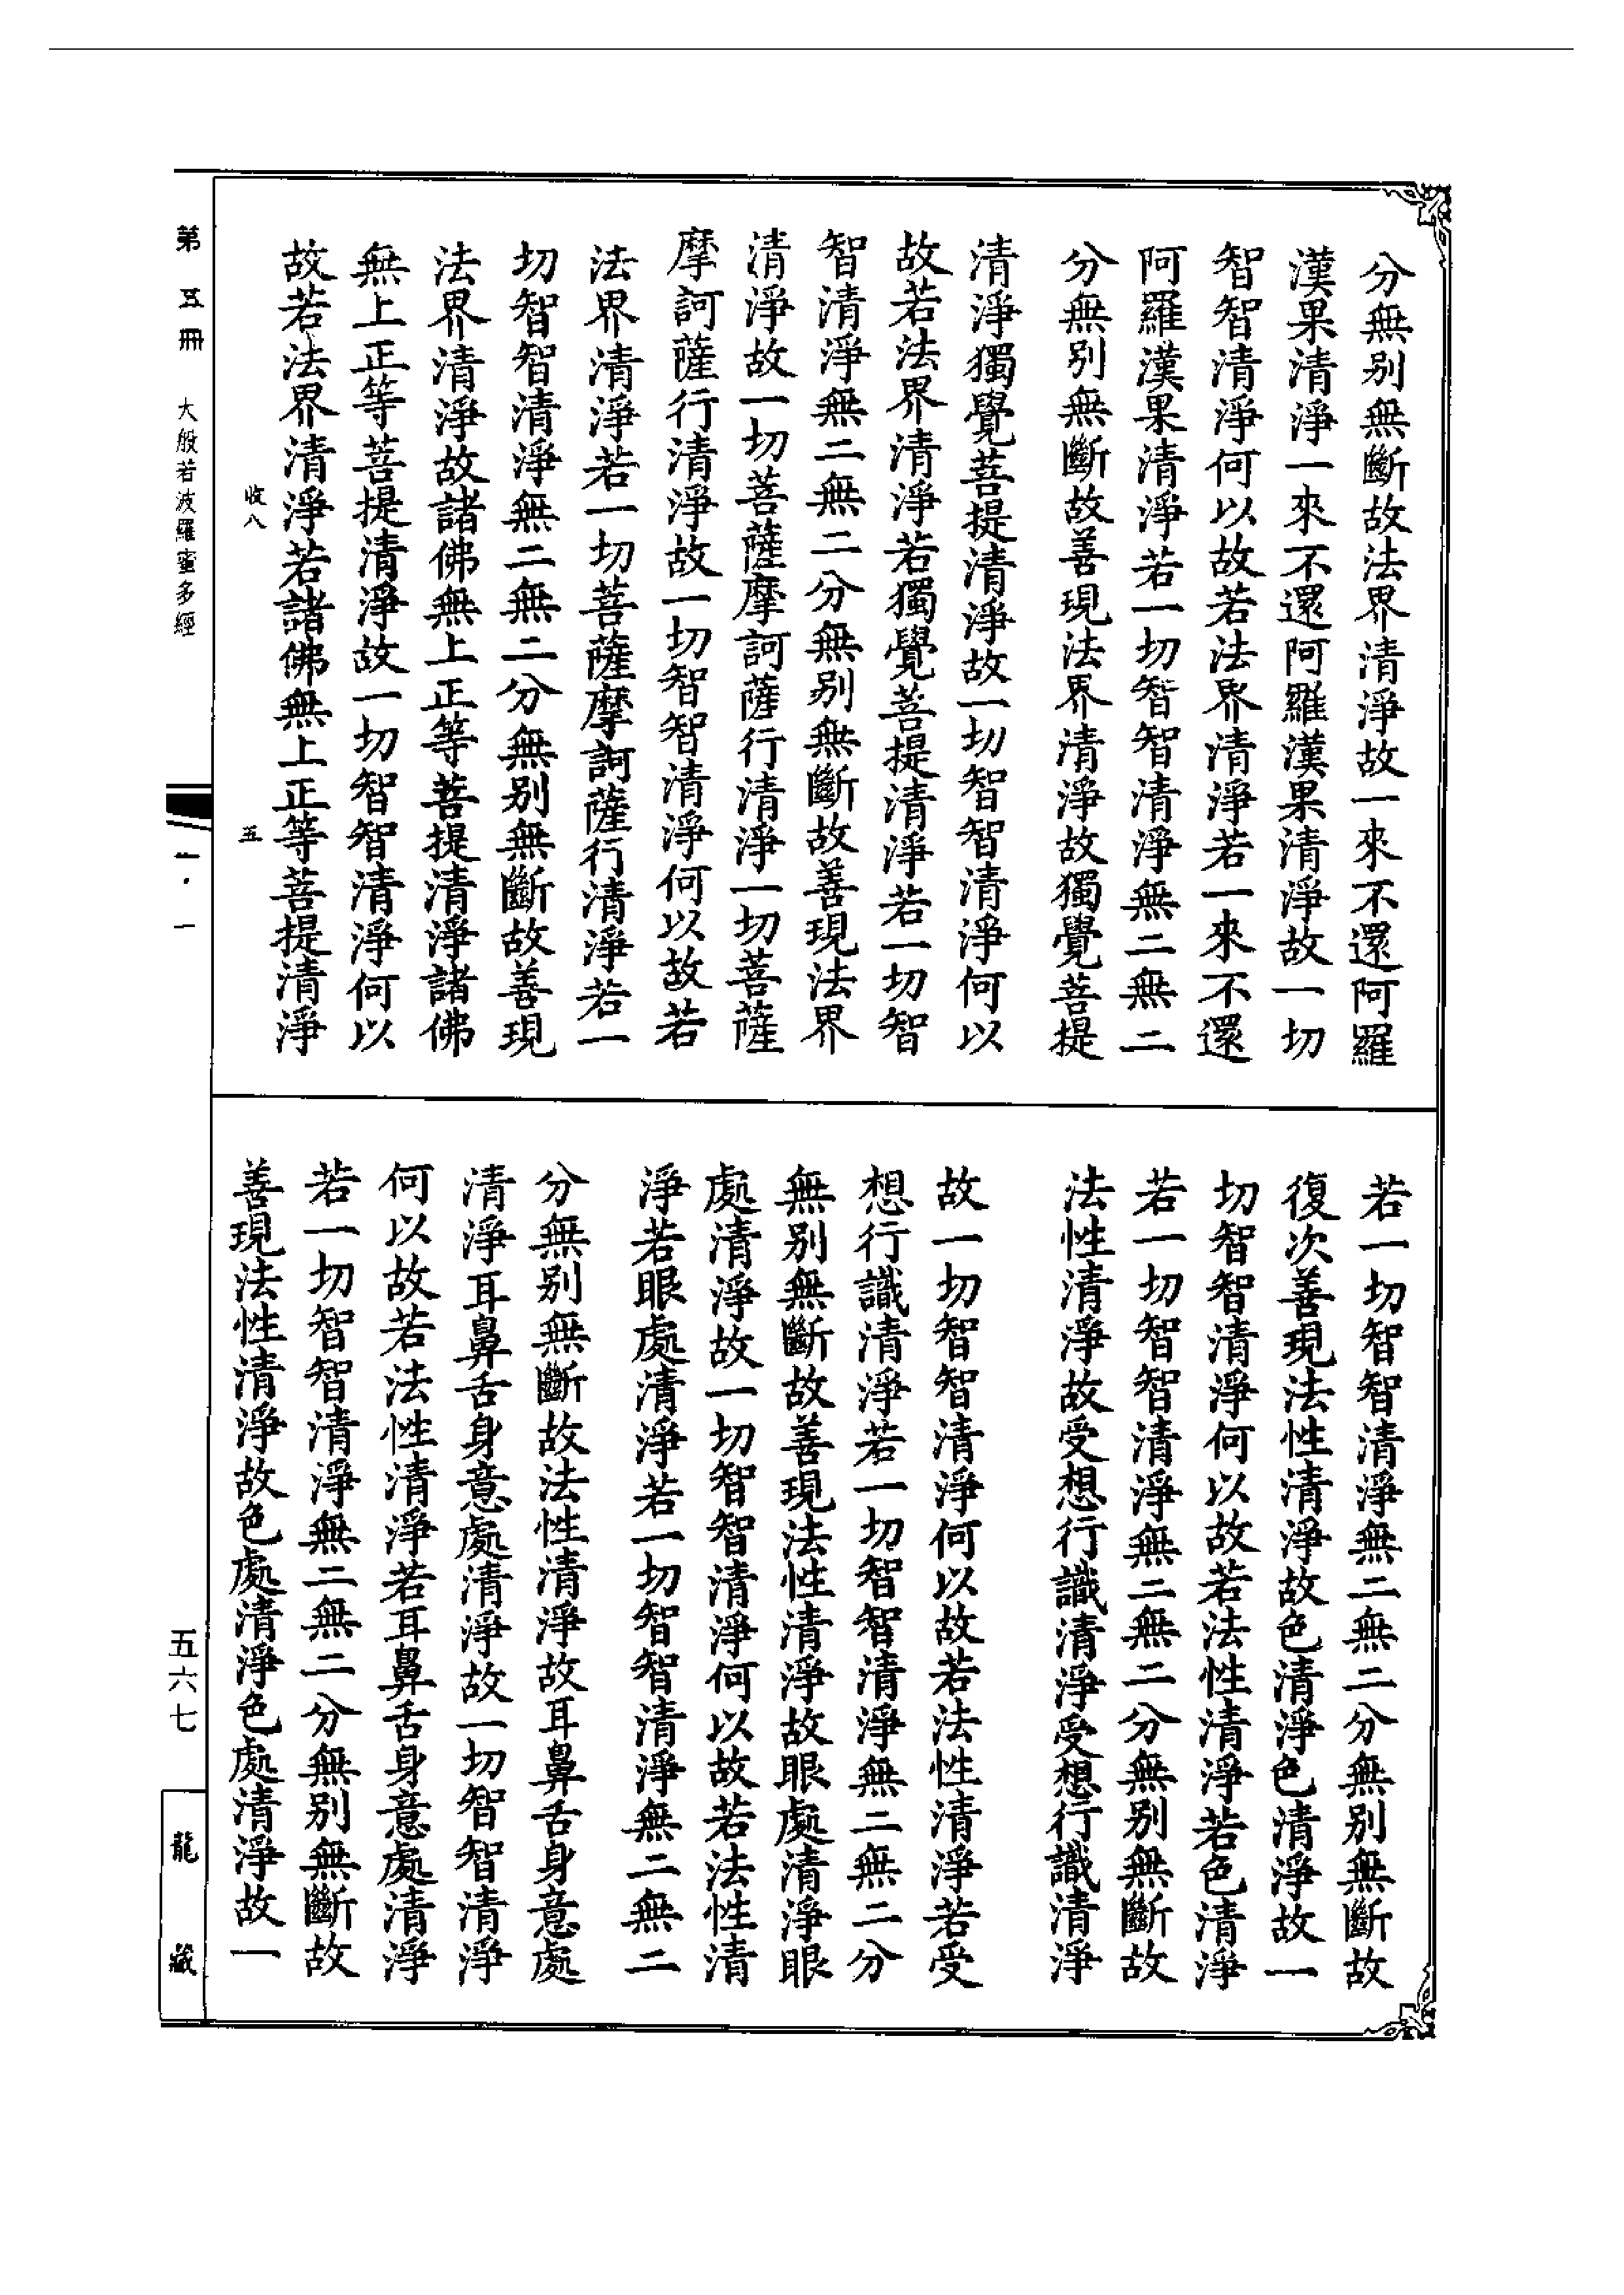 分無別無斷故法界清淨故一來不還阿羅
漢果清淨一來不還阿羅漢果清淨故一切
智智清淨何以故若法界清淨若一來不還
阿羅漢果清淨若一切智智清淨無二無二
分無別無斷故善現法界清淨故獨覺菩提
清淨獨覺菩提清淨故一切智智清淨何以
故若法界清淨若獨覺菩提清淨若一切智
智清淨無二無二分無別無斷故善現法界
清淨故一切菩薩摩訶薩行清淨一切菩薩
摩訶薩行清淨故一切智智清淨何以故若
法界清淨若一切菩薩摩訶薩行清淨若一
切智智清淨無二無二分無別無斷故善現
法界清淨故諸佛無上正等菩提清淨諸佛
無上正等菩提清淨故一切智智清淨何以
故若法界清淨若諸佛無上正等菩提清淨
收八
五
若一切智智清淨無二無二分無別無斷故
復次善現法性清淨故色清淨色清淨故一
切智智清淨何以故若法性清淨若色清淨
若一切智智清淨無二無二分無別無斷故
法性清淨故受想行識清淨受想行識清淨
故一切智智清淨何以故若法性清淨若受
想行識清淨若一切智智清淨無二無二分
無別無斷故善現法性清淨故眼處清淨眼
處清淨故一切智智清淨何以故若法性清
淨若眼處清淨若一切智智清淨無二無二
分無別無斷故法性清淨故耳鼻舌身意處
清淨耳鼻舌身意處清淨故一切智智清淨
何以故若法性清淨若耳鼻舌身意處清淨
若一切智智清淨無二無二分無別無斷故
善現法性清淨故色處清淨色處清淨故一
第五冊 大般若波羅蜜多經
一·一
五六七
龍藏